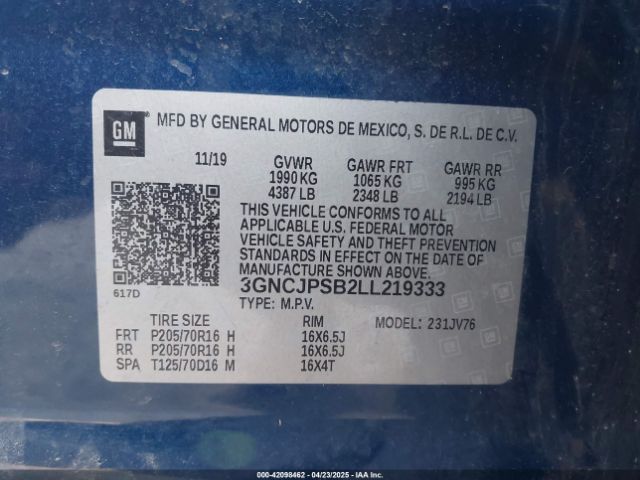 GM
MFD BY GENERAL MOTORS DE MEXICO, S. DE R.L. DE C.V.
11/19 GVWR GAWR FRT GAWR RR
1990 KG 1065 KG 995 KG
4387 LB 2348 LB 2194 LB
THIS VEHICLE CONFORMS TO ALL
APPLICABLE U.S. FEDERAL MOTOR
VEHICLE SAFETY AND THEFT PREVENTION
STANDARDS IN EFFECT ON THE DATE OF
MANUFACTURE SHOWN ABOVE.
617D
3GNCJPSB2LL219333
TYPE: M.P.V.
TIRE SIZE RIM MODEL: 231JV76
FRT P205/70R16 H 16X6.5J
RR P205/70R16 H 16X6.5J
SPA T125/70D16 M 16X4T
000-42098462 - 04/23/2025 - IAA Inc.